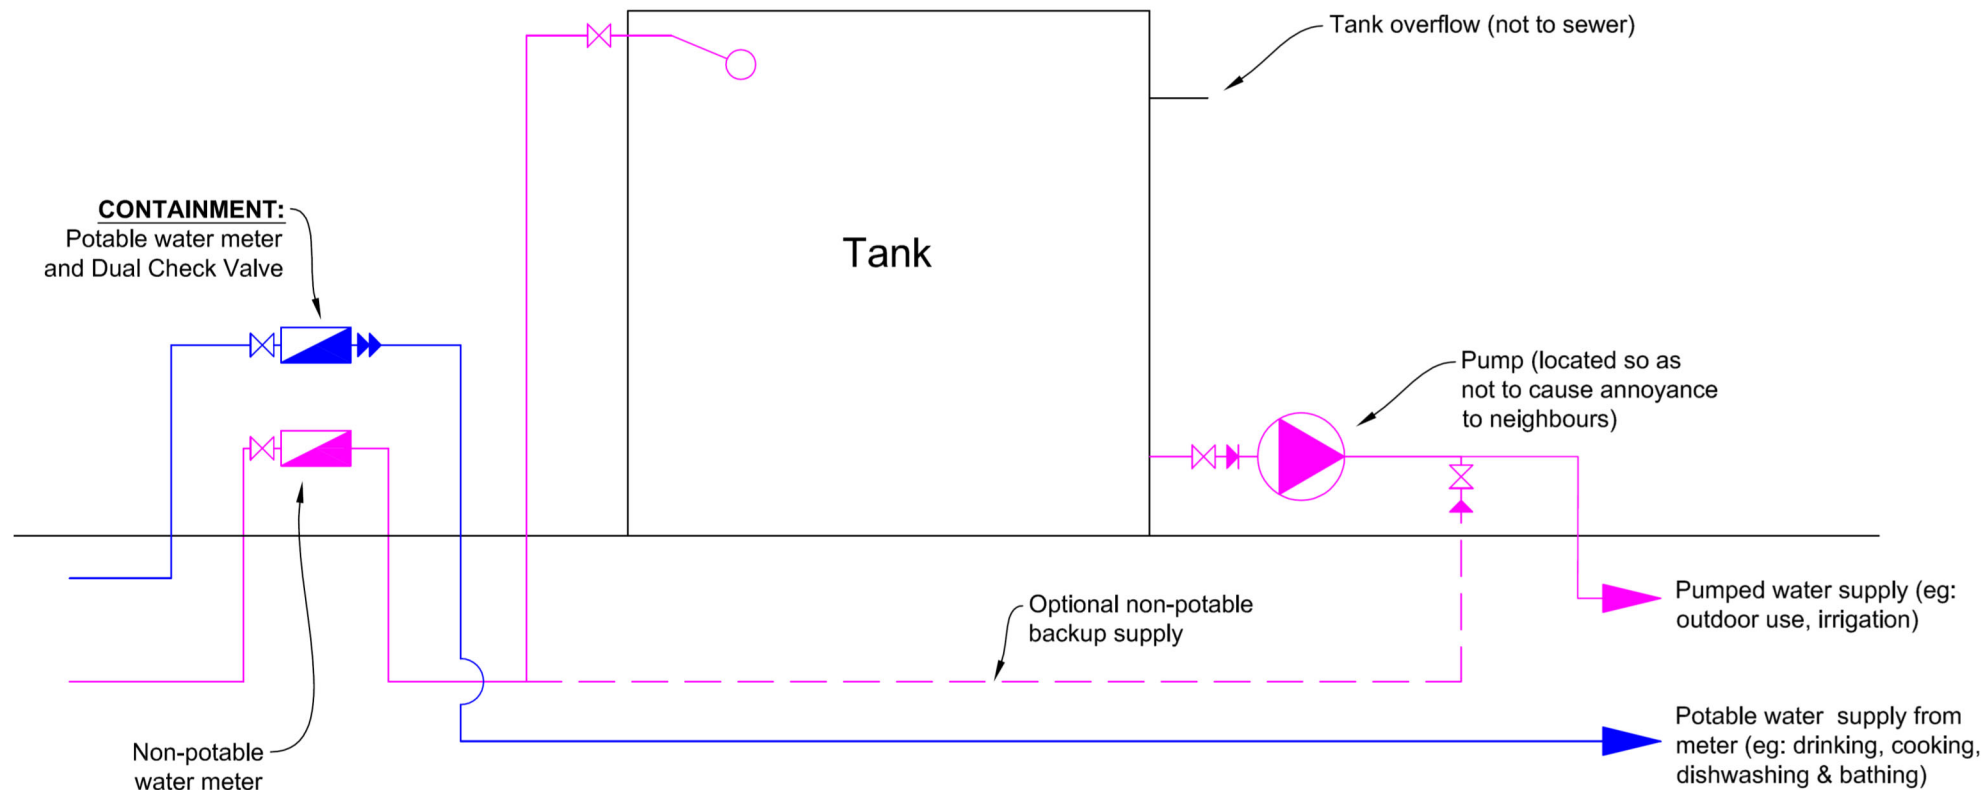 Tank overflow (not to sewer)
CONTAINMENT:
Potable water meter
and Dual Check Valve
Tank
Pump (located so as
not to cause annoyance
to neighbours)
Optional non-potable
backup supply
Pumped water supply (eg:
outdoor use, irrigation)
Non-potable
water meter
Potable water supply from
meter (eg: drinking, cooking,
dishwashing & bathing)